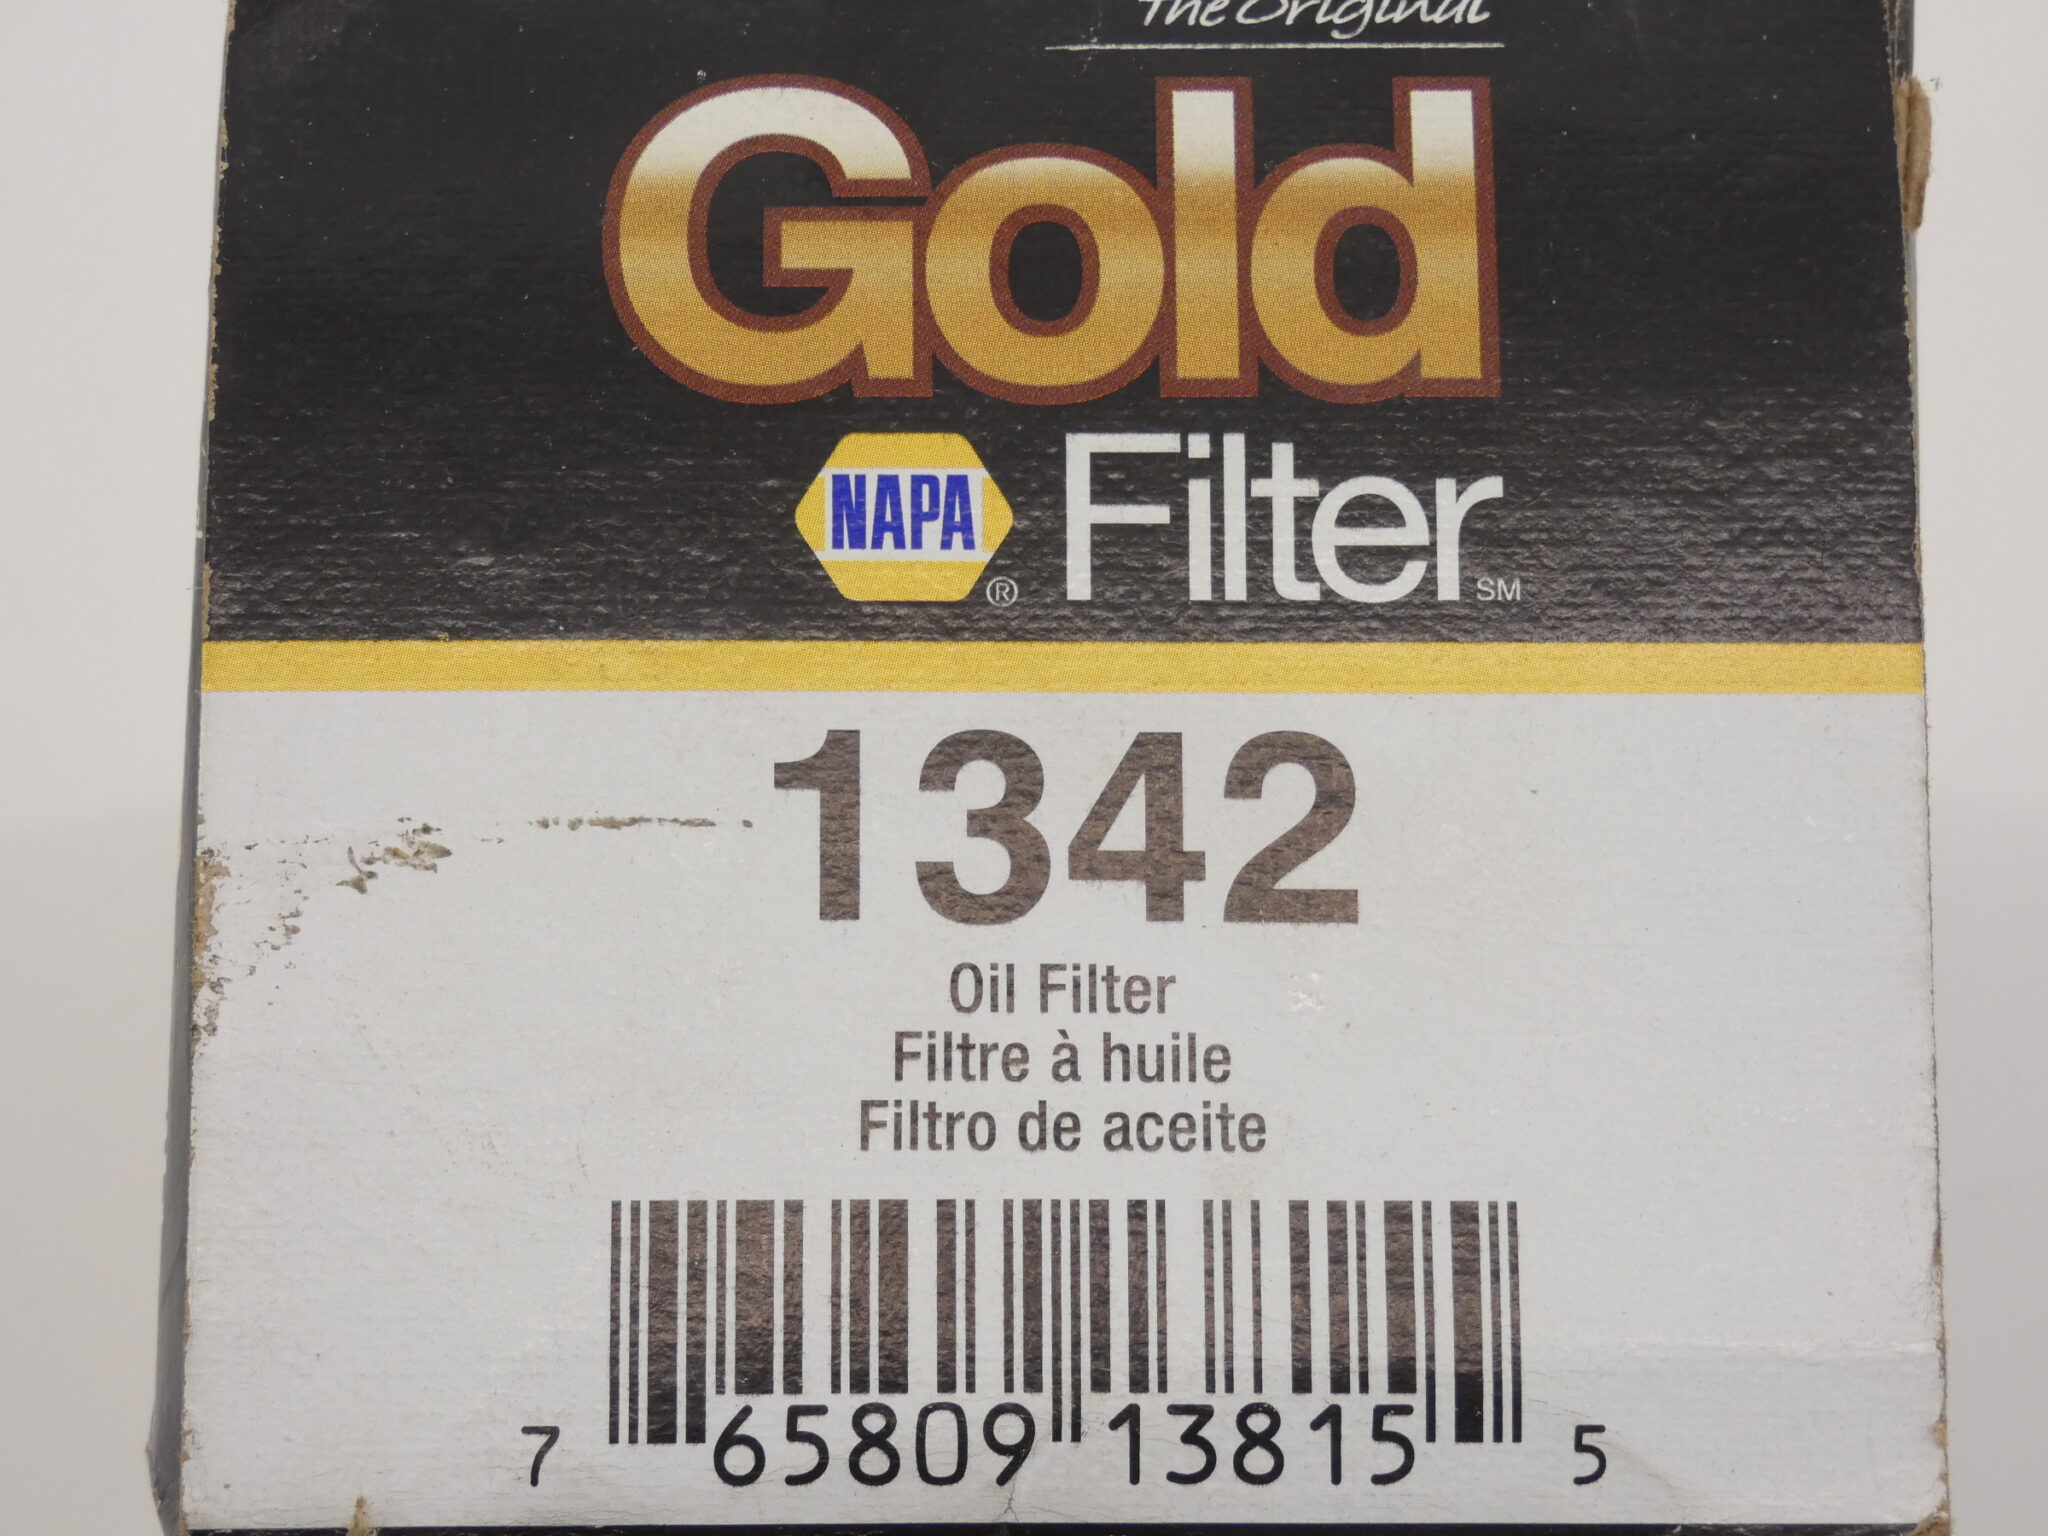 the Original
Gold
NAPA ® Filter SM
1342
Oil Filter
Filtre à huile
Filtro de aceite
7 65809 13815 5